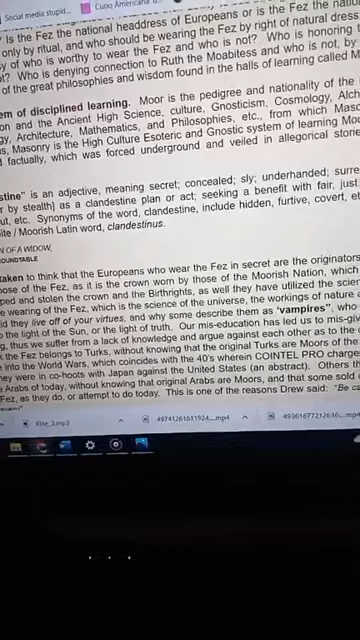 Social media stupid...
Cuniq Americana
Is the Fez the national headdress of Europeans or is the Fez the
only by ritual, and who should be wearing the Fez by right of natural dress
of who is worthy to wear the Fez and who is not? Who is honoring
Who is denying connection to Ruth the Moabitess and who is not, by
of the great philosophies and wisdom found in the halls of learning called M
em of disciplined learning. Moor is the pedigree and nationality of the
on and the Ancient High Science, culture, Gnosticism, Cosmology, Alch
gy, Architecture, Mathematics, and Philosophies, etc., from which Maso
s, Masonry is the High Culture Esoteric and Gnostic system of learning Moo
d factually, which was forced underground and veiled in allegorical storie
stine" is an adjective, meaning secret; concealed; sly; underhanded; surre
r by stealth) as a clandestine plan or act; seeking a benefit with fair, just
ut, etc. Synonyms of the word, clandestine, include hidden, furtive, covert, et
ite / Moorish Latin word, clandestinus.
N OF A WIDOW,
OUNDTABLE
taken to think that the Europeans who wear the Fez in secret are the originators
pose of the Fez, as it is the crown worn by those of the Moorish Nation, which
ped and stolen the crown and the Birthrights, as well they have utilized the scien
e wearing of the Fez, which is the science of the universe, the workings of nature a
d they live off of your virtues, and why some describe them as 'vampires', who
o the light of the Sun, or the light of truth. Our mis-education has led us to mis-giv
g, thus we suffer from a lack of knowledge and argue against each other as to the
k the Fez belongs to Turks, without knowing that the original Turks are Moors of the
e into the World Wars, which coincides with the 40's wherein COINTEL PRO charge
hey were in co-hoots with Japan against the United States (an abstract). Others th
e Arabs of today, without knowing that original Arabs are Moors, and that some sold
Fez, as they do, or attempt to do today. This is one of the reasons Drew said: "Be ca
Elite_3.mp3
49741261611924....mp4
49361677212636....mp4